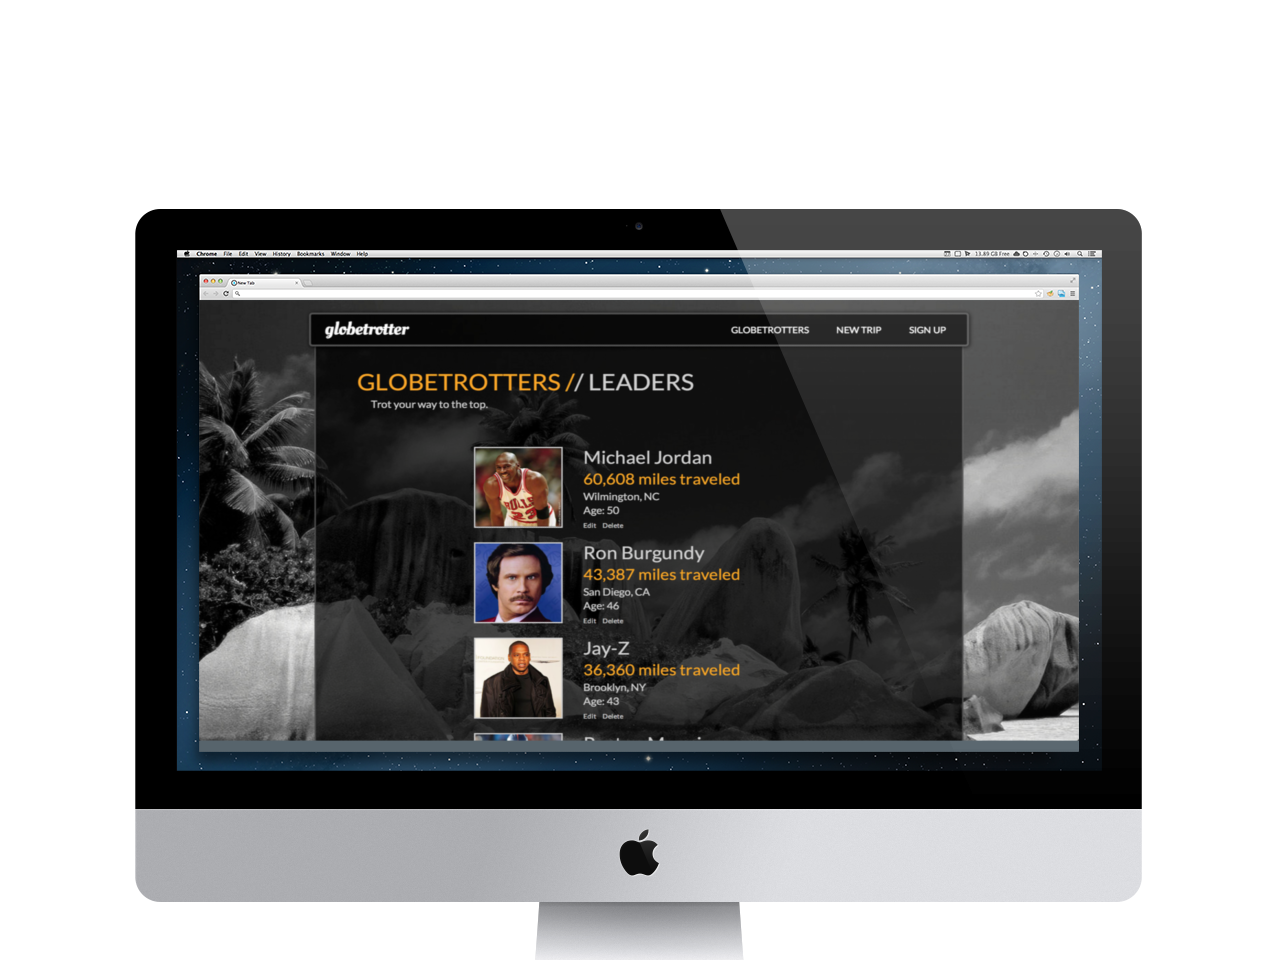 Chrome File Edit View History Bookmarks Window Help
13.89 GB Free
New Tab
globetrotter
GLOBETROTTERS NEW TRIP SIGN UP
GLOBETROTTERS // LEADERS
Trot your way to the top.
Michael Jordan
60,608 miles traveled
Wilmington, NC
Age: 50
Edit Delete
BULLS
23
Ron Burgundy
43,387 miles traveled
San Diego, CA
Age: 46
Edit Delete
Jay-Z
36,360 miles traveled
Brooklyn, NY
Age: 43
Edit Delete